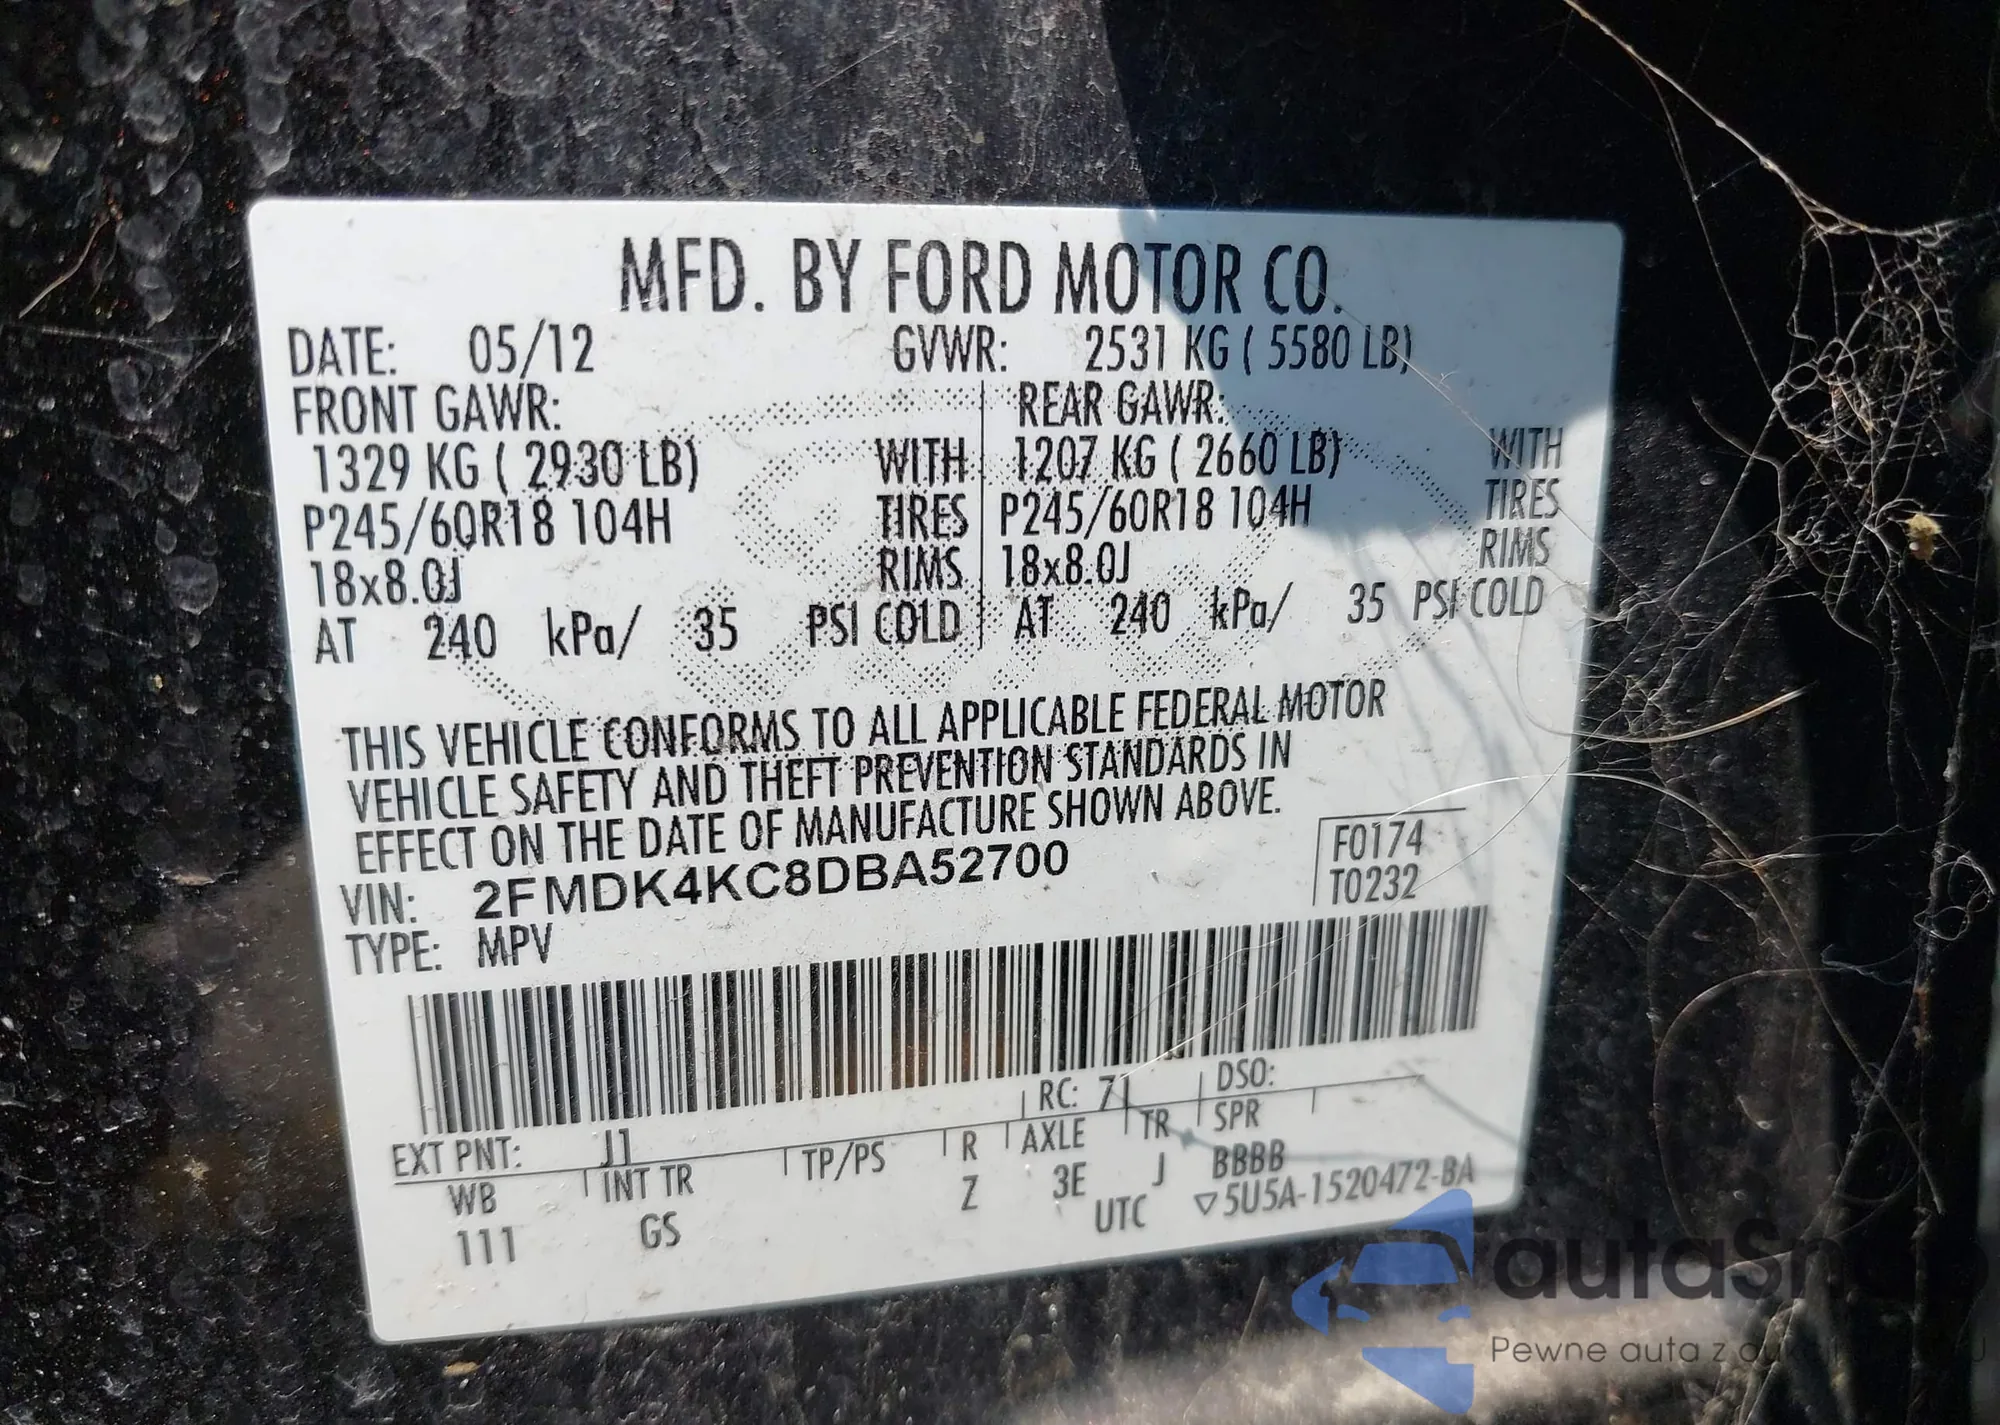 MFD. BY FORD MOTOR CO.
DATE: 05/12 GVWR: 2531 KG ( 5580 LB)
FRONT GAWR: REAR GAWR:
1329 KG ( 2930 LB) WITH 1207 KG ( 2660 LB) WITH
P245/60R18 104H TIRES P245/60R18 104H TIRES
18x8.0J RIMS 18x8.0J RIMS
AT 240 kPa/ 35 PSI COLD AT 240 kPa/ 35 PSI COLD
THIS VEHICLE CONFORMS TO ALL APPLICABLE FEDERAL MOTOR
VEHICLE SAFETY AND THEFT PREVENTION STANDARDS IN
EFFECT ON THE DATE OF MANUFACTURE SHOWN ABOVE.
VIN: 2FMDK4KC8DBA52700
TYPE: MPV
F0174
T0232
EXT PNT: J1 RC: 71 DSO:
WB INT TR TP/PS R AXLE TR SPR
111 GS Z 3E J BBBB
UTC ▽5U5A-1520472-BA
Pewne auta z